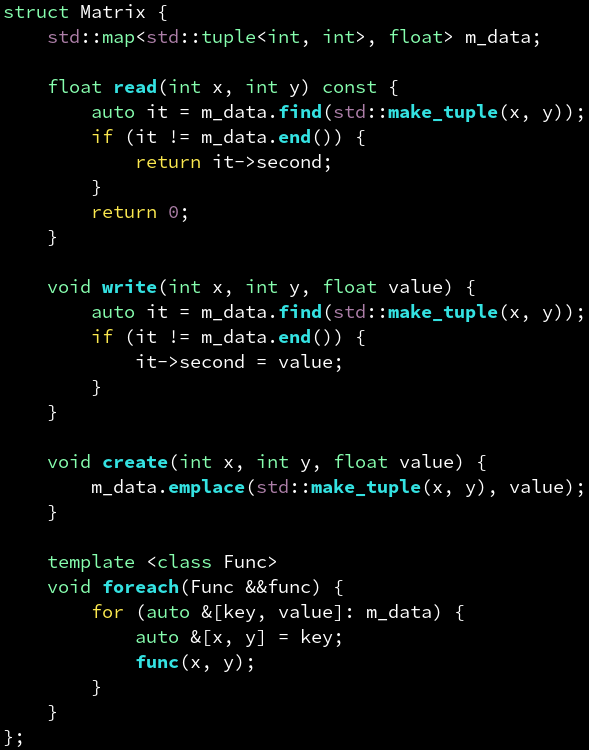 struct Matrix {
    std::map<std::tuple<int, int>, float> m_data;

    float read(int x, int y) const {
        auto it = m_data.find(std::make_tuple(x, y));
        if (it != m_data.end()) {
            return it->second;
        }
        return 0;
    }

    void write(int x, int y, float value) {
        auto it = m_data.find(std::make_tuple(x, y));
        if (it != m_data.end()) {
            it->second = value;
        }
    }

    void create(int x, int y, float value) {
        m_data.emplace(std::make_tuple(x, y), value);
    }

    template <class Func>
    void foreach(Func &&func) {
        for (auto &[key, value]: m_data) {
            auto &[x, y] = key;
            func(x, y);
        }
    }
};